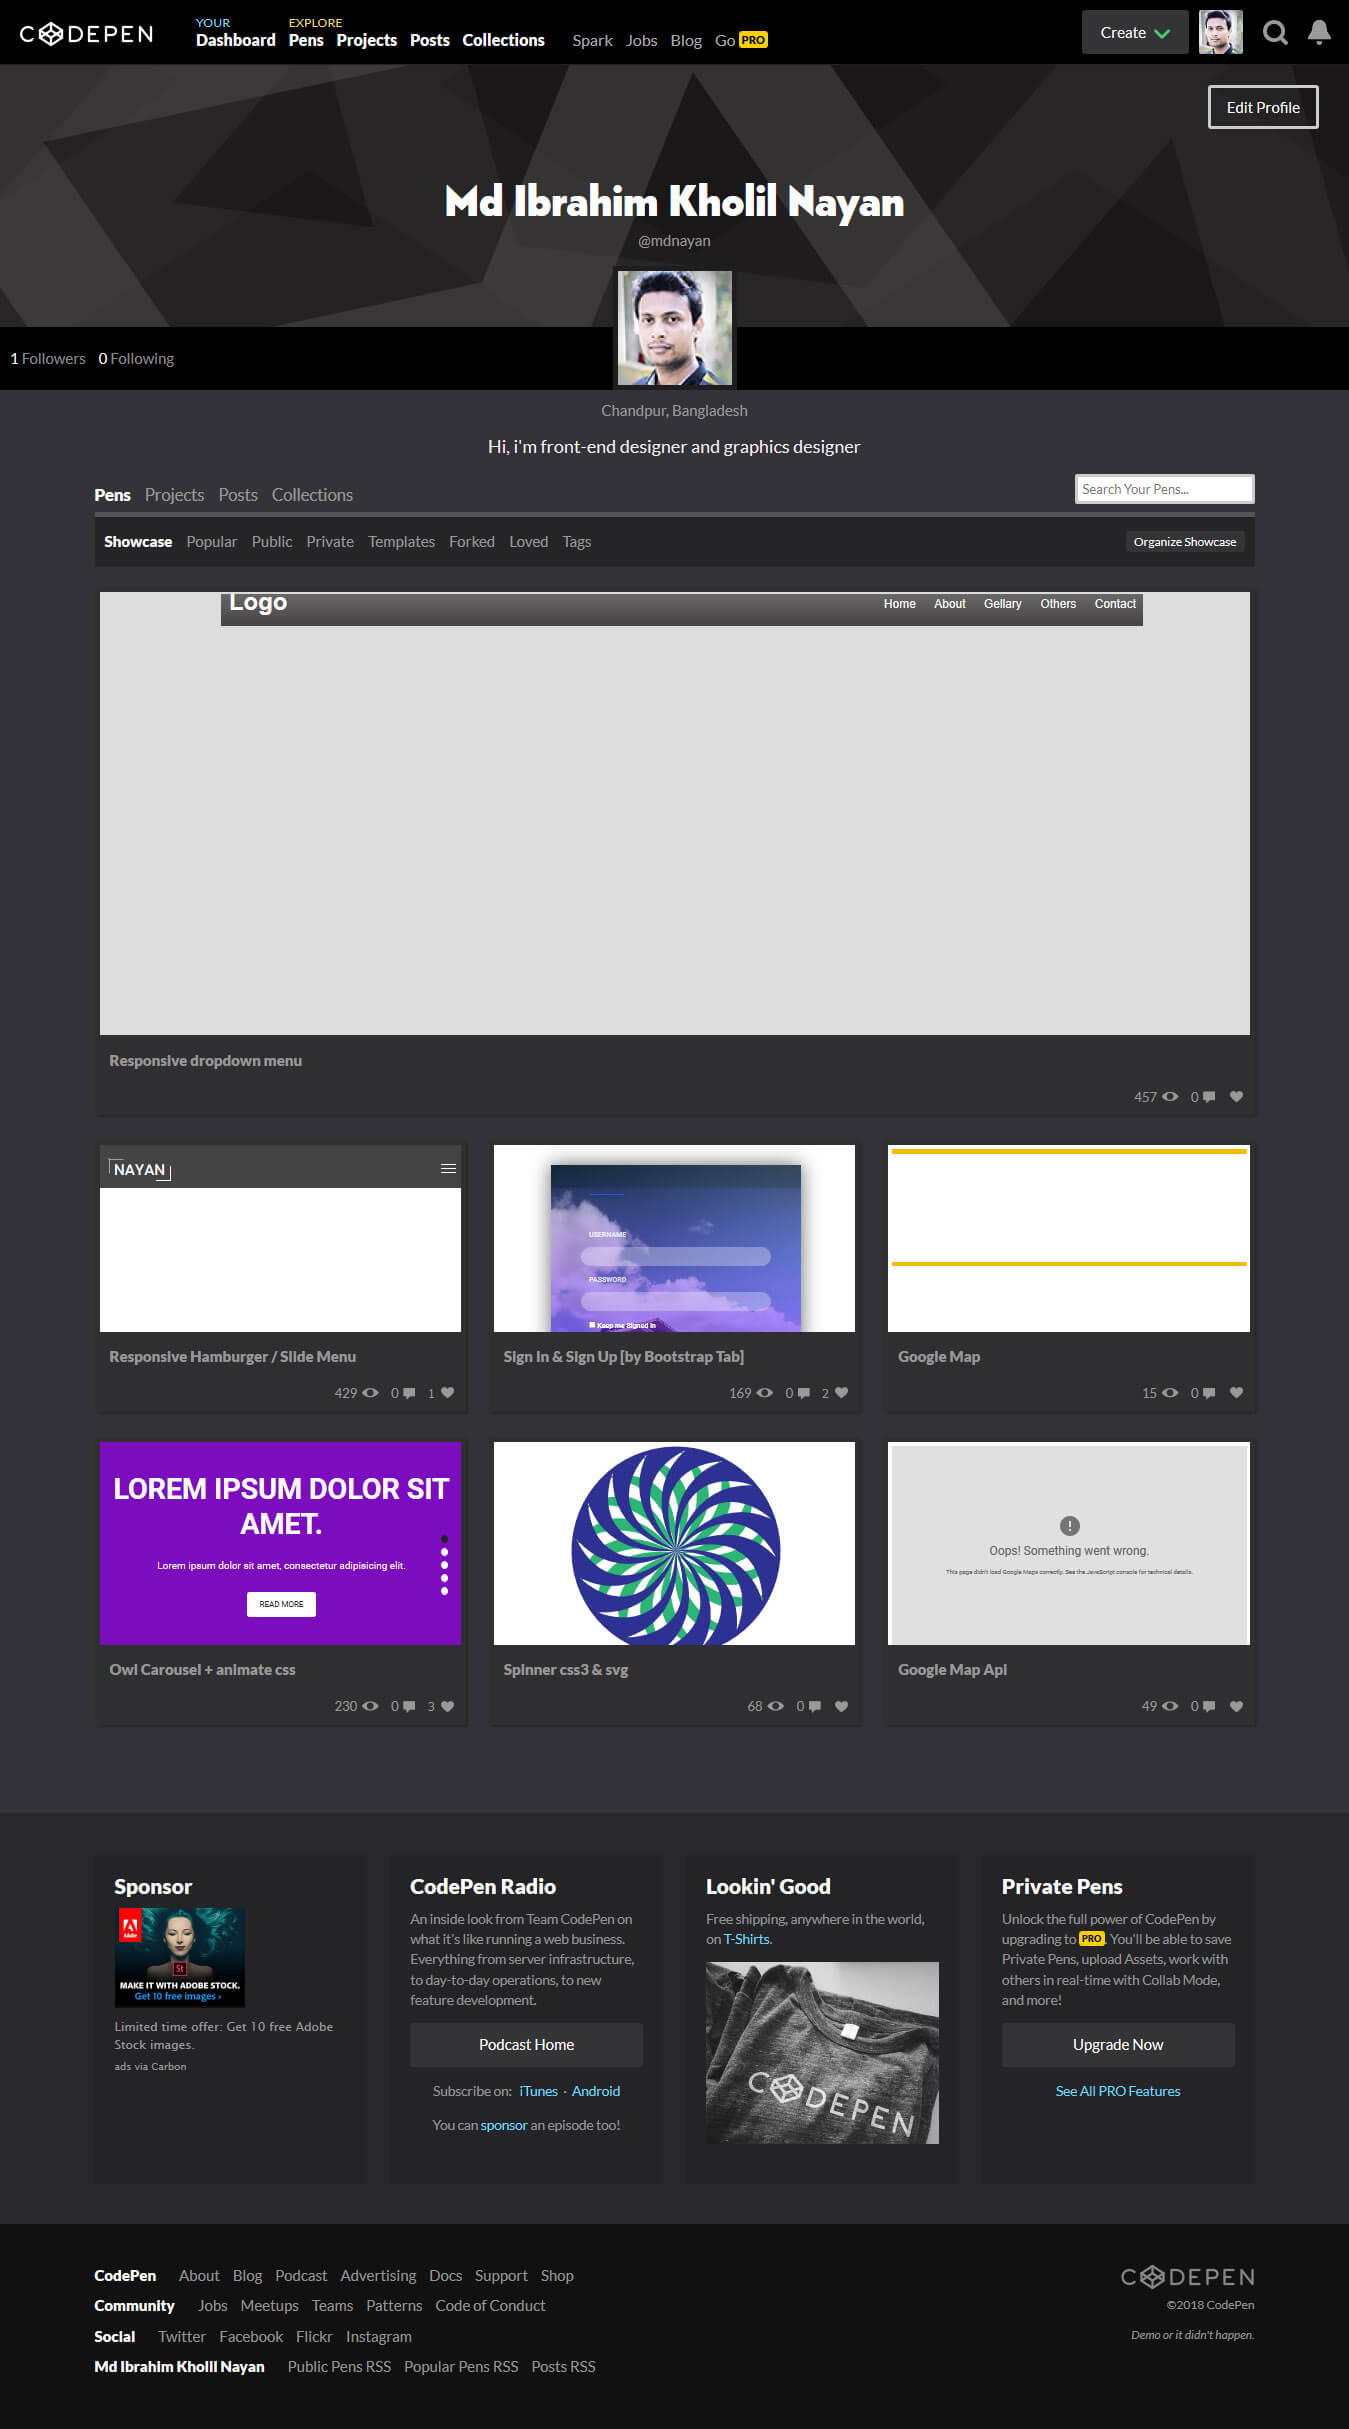 CODEPEN
YOUR
Dashboard
EXPLORE
Pens Projects Posts Collections
Spark Jobs Blog Go PRO
Create
Edit Profile
Md Ibrahim Kholil Nayan
@mdnayan
1 Followers 0 Following
Chandpur, Bangladesh
Hi, i'm front-end designer and graphics designer
Pens Projects Posts Collections
Search Your Pens...
Showcase Popular Public Private Templates Forked Loved Tags
Organize Showcase
Logo
Home About Gellary Others Contact
Responsive dropdown menu
457 0
NAYAN
Responsive Hamburger / Slide Menu
429 0 1
USERNAME
PASSWORD
Keep me Signed in
Sign In & Sign Up [by Bootstrap Tab]
169 0 2
Google Map
15 0
LOREM IPSUM DOLOR SIT
AMET.
Lorem ipsum dolor sit amet, consectetur adipisicing elit.
READ MORE
Owl Carousel + animate css
230 0 3
Spinner css3 & svg
68 0
!
Oops! Something went wrong.
This page didn't load Google Maps correctly. See the JavaScript console for technical details.
Google Map Api
49 0
Sponsor
Adobe
St
MAKE IT WITH ADOBE STOCK.
Get 10 free images ›
Limited time offer: Get 10 free Adobe
Stock images.
ads via Carbon
CodePen Radio
An inside look from Team CodePen on
what it's like running a web business.
Everything from server infrastructure,
to day-to-day operations, to new
feature development.
Podcast Home
Subscribe on: iTunes · Android
You can sponsor an episode too!
Lookin' Good
Free shipping, anywhere in the world,
on T-Shirts.
CODEPEN
Private Pens
Unlock the full power of CodePen by
upgrading to PRO. You'll be able to save
Private Pens, upload Assets, work with
others in real-time with Collab Mode,
and more!
Upgrade Now
See All PRO Features
CodePen About Blog Podcast Advertising Docs Support Shop
Community Jobs Meetups Teams Patterns Code of Conduct
Social Twitter Facebook Flickr Instagram
Md Ibrahim Kholil Nayan Public Pens RSS Popular Pens RSS Posts RSS
CODEPEN
©2018 CodePen
Demo or it didn't happen.